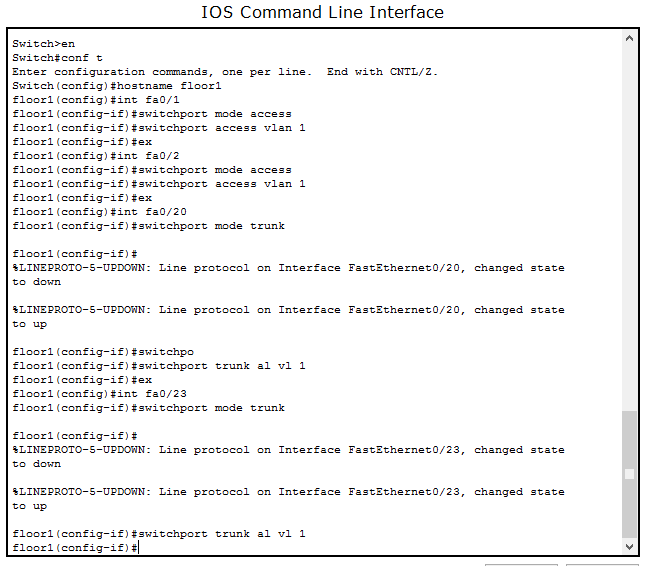 IOS Command Line Interface
Switch>en
Switch#conf t
Enter configuration commands, one per line.  End with CNTL/Z.
Switch(config)#hostname floor1
floor1(config)#int fa0/1
floor1(config-if)#switchport mode access
floor1(config-if)#switchport access vlan 1
floor1(config-if)#ex
floor1(config)#int fa0/2
floor1(config-if)#switchport mode access
floor1(config-if)#switchport access vlan 1
floor1(config-if)#ex
floor1(config)#int fa0/20
floor1(config-if)#switchport mode trunk
floor1(config-if)#
%LINEPROTO-5-UPDOWN: Line protocol on Interface FastEthernet0/20, changed state
to down
%LINEPROTO-5-UPDOWN: Line protocol on Interface FastEthernet0/20, changed state
to up
floor1(config-if)#switchpo
floor1(config-if)#switchport trunk al vl 1
floor1(config-if)#ex
floor1(config)#int fa0/23
floor1(config-if)#switchport mode trunk
floor1(config-if)#
%LINEPROTO-5-UPDOWN: Line protocol on Interface FastEthernet0/23, changed state
to down
%LINEPROTO-5-UPDOWN: Line protocol on Interface FastEthernet0/23, changed state
to up
floor1(config-if)#switchport trunk al vl 1
floor1(config-if)#